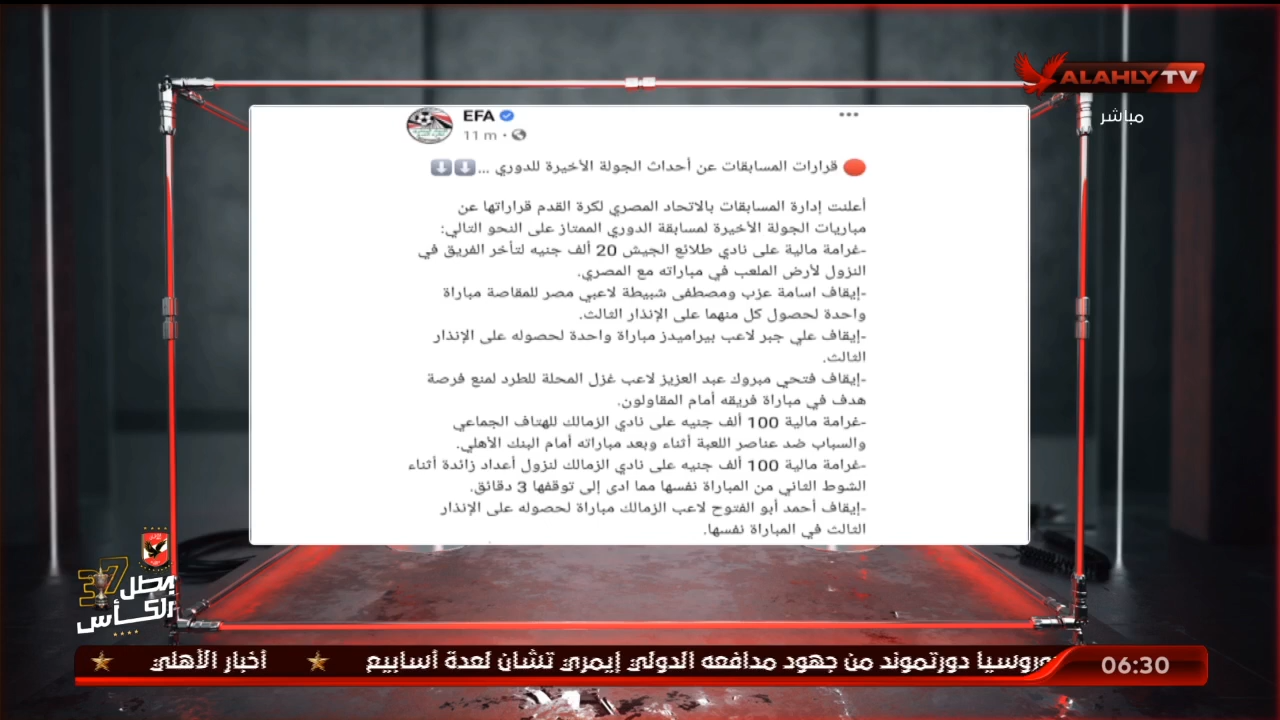 ALAHLY TV
مباشر
EFA
11 m
🔴 قرارات المسابقات عن أحداث الجولة الأخيرة للدوري ...⬇️⬇️
أعلنت إدارة المسابقات بالاتحاد المصري لكرة القدم قراراتها عن
مباريات الجولة الأخيرة لمسابقة الدوري الممتاز على النحو التالي:
-غرامة مالية على نادي طلائع الجيش 20 ألف جنيه لتأخر الفريق في
النزول لأرض الملعب في مباراته مع المصري.
-إيقاف اسامة عزب ومصطفى شبيطة لاعبي مصر للمقاصة مباراة
واحدة لحصول كل منهما على الإنذار الثالث.
-إيقاف علي جبر لاعب بيراميدز مباراة واحدة لحصوله على الإنذار
الثالث.
-إيقاف فتحي مبروك عبد العزيز لاعب غزل المحلة للطرد لمنع فرصة
هدف في مباراة فريقه أمام المقاولون.
-غرامة مالية 100 ألف جنيه على نادي الزمالك للهتاف الجماعي
والسباب ضد عناصر اللعبة أثناء وبعد مباراته أمام البنك الأهلي.
-غرامة مالية 100 ألف جنيه على نادي الزمالك لنزول أعداد زائدة أثناء
الشوط الثاني من المباراة نفسها مما ادى إلى توقفها 3 دقائق.
-إيقاف أحمد أبو الفتوح لاعب الزمالك مباراة لحصوله على الإنذار
الثالث في المباراة نفسها.
37
بطل
الكأس
06:30
بوروسيا دورتموند من جهود مدافعه الدولي إيمري تشان لعدة أسابيع
أخبار الأهلي